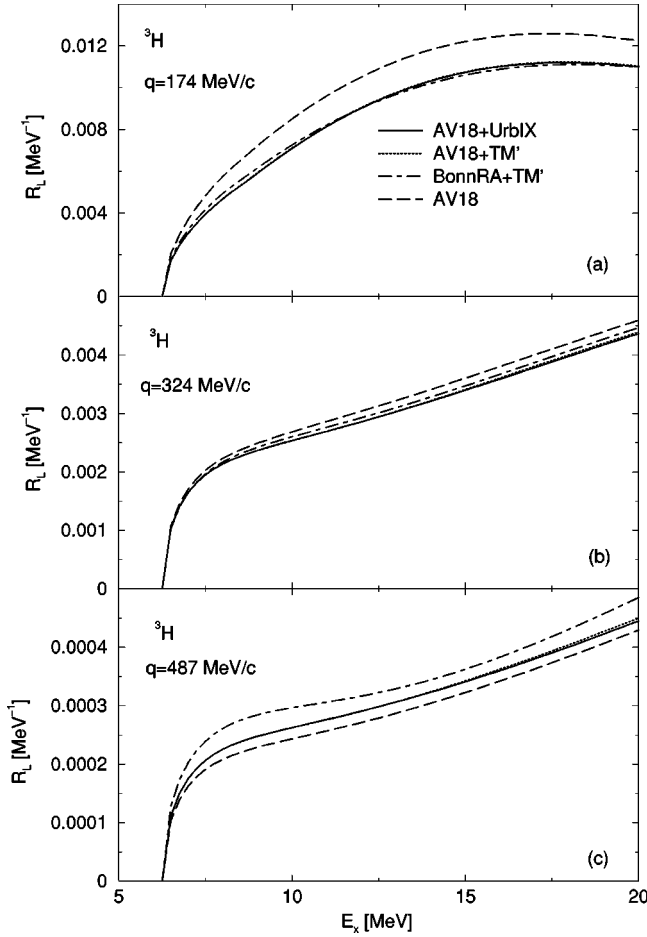 0.012
³H
q=174 MeV/c
0.008
AV18+UrbIX
AV18+TM'
BonnRA+TM'
AV18
R_L [MeV⁻¹]
0.004
(a)
0
³H
0.004
q=324 MeV/c
0.003
R_L [MeV⁻¹]
0.002
0.001
(b)
0
³H
0.0004
q=487 MeV/c
0.0003
R_L [MeV⁻¹]
0.0002
0.0001
(c)
0
5 10 15 20
E_x [MeV]